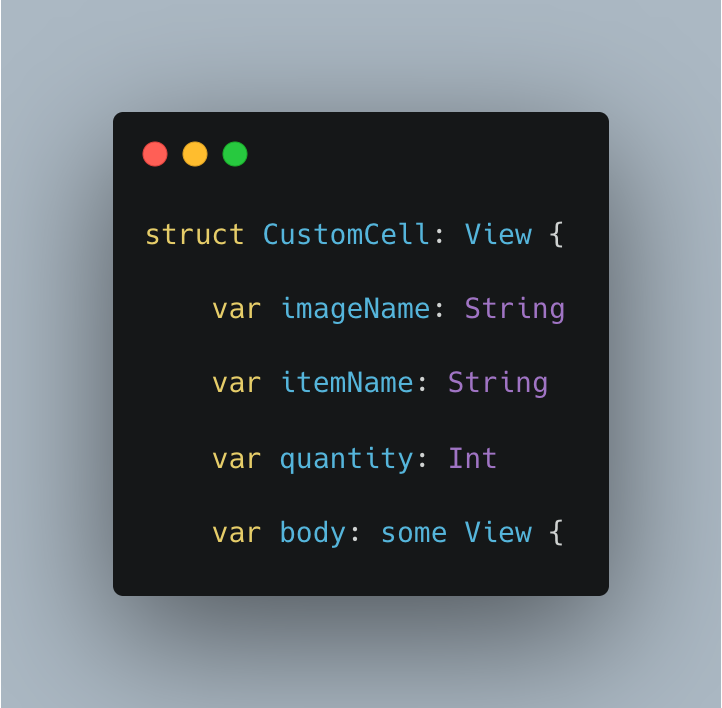 struct CustomCell: View {
var imageName: String
var itemName: String
var quantity: Int
var body: some View {